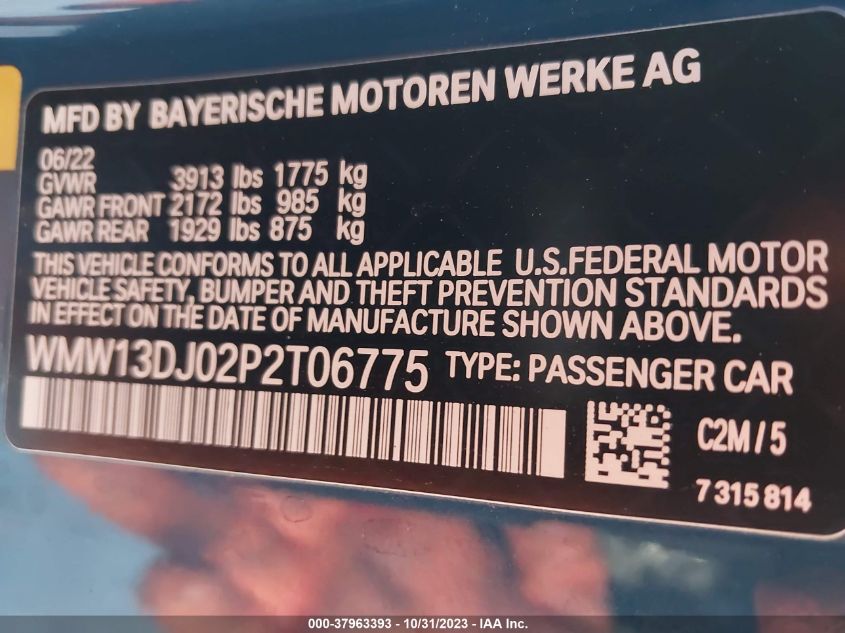 MFD BY BAYERISCHE MOTOREN WERKE AG
06/22
GVWR 3913 lbs 1775 kg
GAWR FRONT 2172 lbs 985 kg
GAWR REAR 1929 lbs 875 kg
THIS VEHICLE CONFORMS TO ALL APPLICABLE U.S.FEDERAL MOTOR
VEHICLE SAFETY, BUMPER AND THEFT PREVENTION STANDARDS
IN EFFECT ON THE DATE OF MANUFACTURE SHOWN ABOVE.
WMW13DJ02P2T06775 TYPE: PASSENGER CAR
C2M / 5
7 315 814
000-37963393 - 10/31/2023 - IAA Inc.